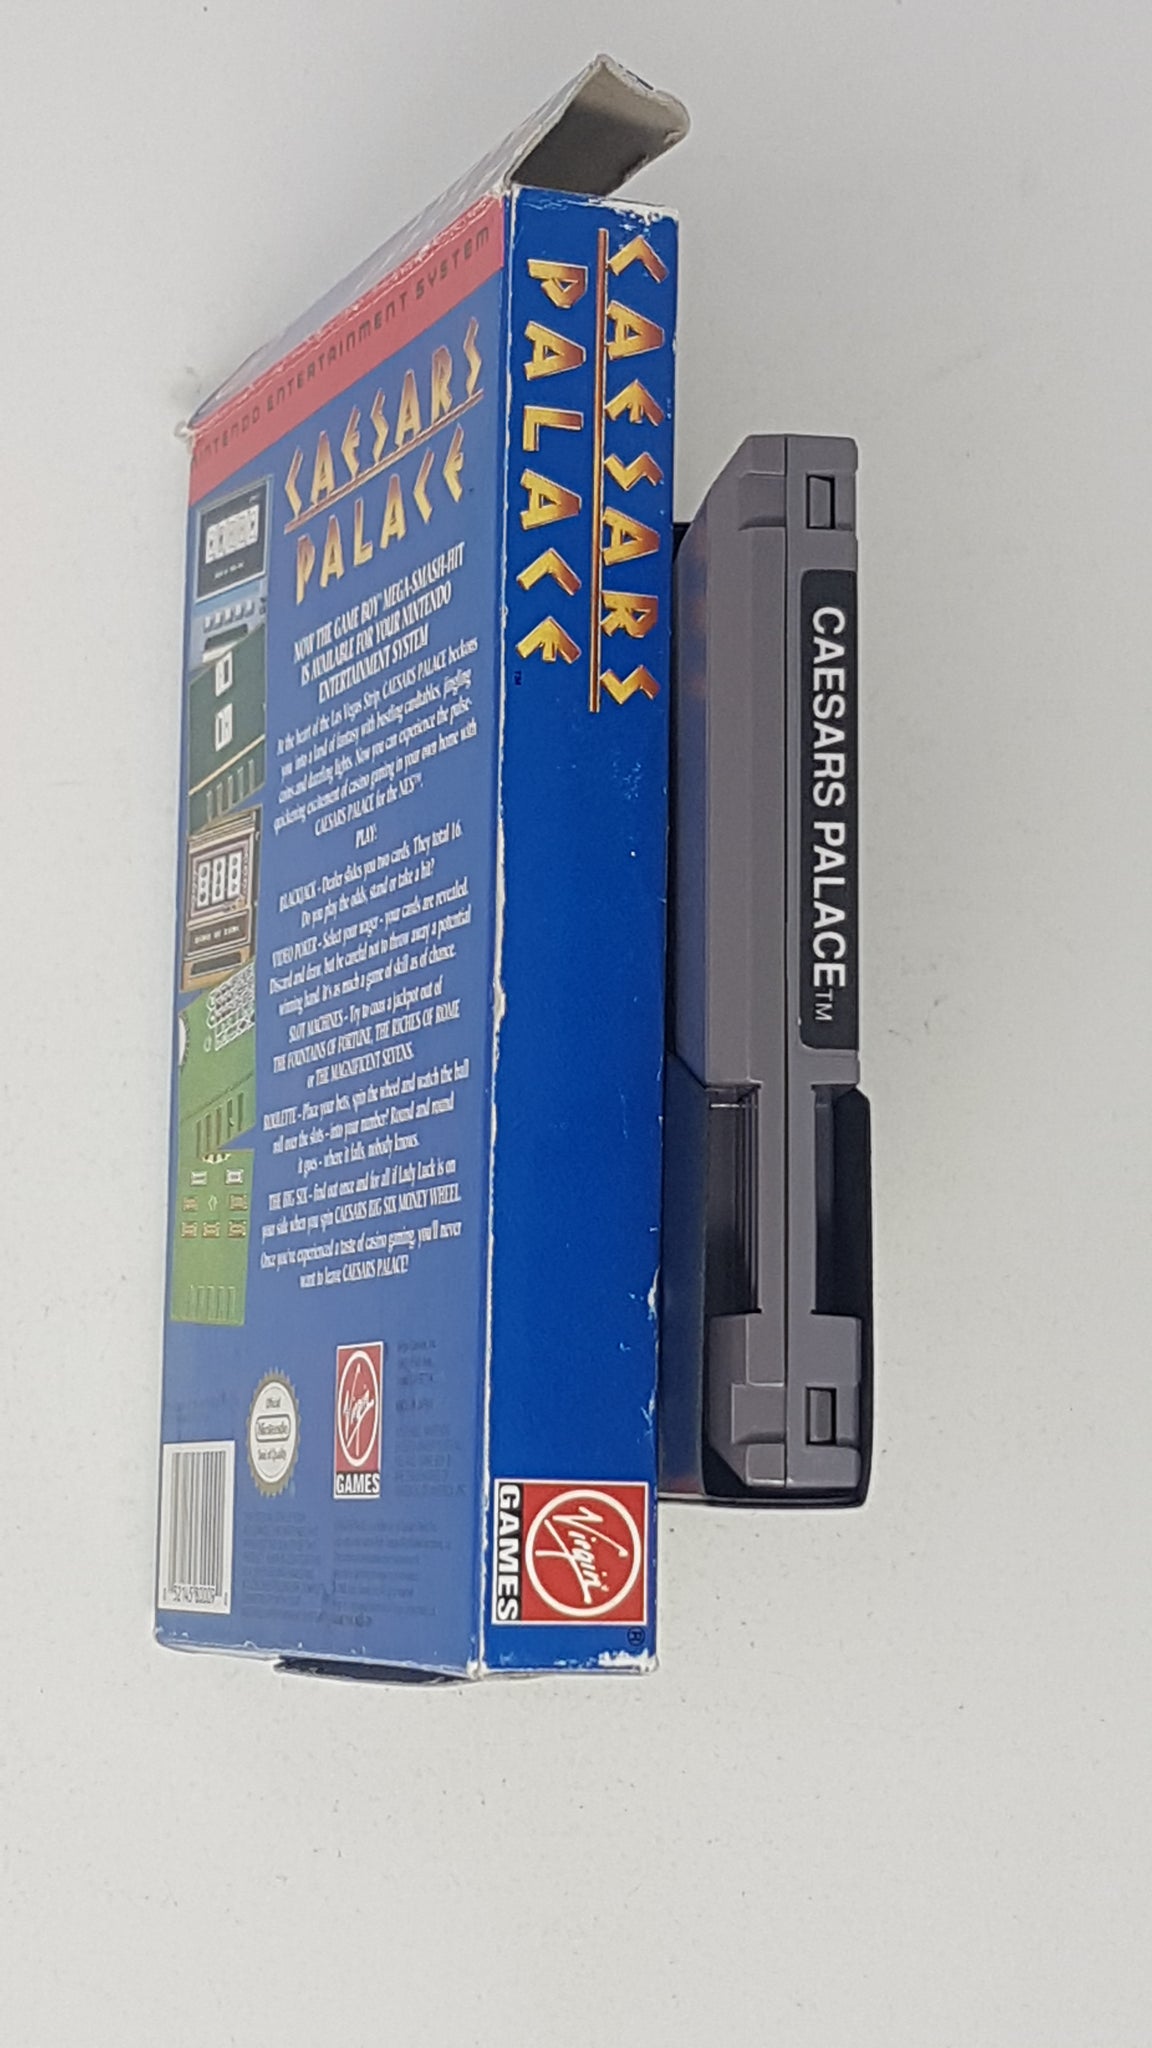 NINTENDO ENTERTAINMENT SYSTEM
CAESARS
PALACE
NOW THE GAME BOY MEGA-SMASH-HIT
IS AVAILABLE FOR YOUR NINTENDO
ENTERTAINMENT SYSTEM
At the heart of the Las Vegas Strip, CAESARS PALACE beckons
you into a land of fantasy with bustling cardtables, jingling
coins and dazzling lights. Now you can experience the pulse-
quickening excitement of casino gaming in your own home with
CAESARS PALACE for the NES™.
PLAY:
BLACKJACK - Dealer slides you two cards. They total 16.
Do you play the odds, stand or take a hit?
VIDEO POKER - Select your wager - your cards are revealed.
Discard and draw, but be careful not to throw away a potential
winning hand. It's as much a game of skill as of chance.
SLOT MACHINES - Try to coax a jackpot out of
THE FOUNTAINS OF FORTUNE, THE RICHES OF ROME
or THE MAGNIFICENT SEVENS.
ROULETTE - Place your bets, spin the wheel and watch the ball
roll over the slots - into your number! Round and round
it goes - where it falls, nobody knows.
THE BIG SIX - find out once and for all if Lady Luck is on
your side when you spin CAESARS BIG SIX MONEY WHEEL.
Once you've experienced a taste of casino gaming, you'll never
want to leave CAESARS PALACE!
Official
Nintendo
Seal of Quality
Virgin
GAMES
CAESARS
PALACE™
Virgin
GAMES
®
CAESARS PALACE™